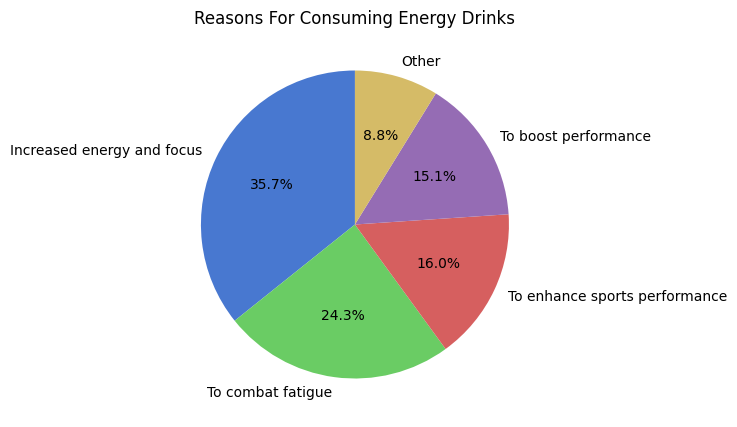 Reasons For Consuming Energy Drinks
Other
To boost performance
Increased energy and focus
8.8%
15.1%
35.7%
16.0%
To enhance sports performance
24.3%
To combat fatigue